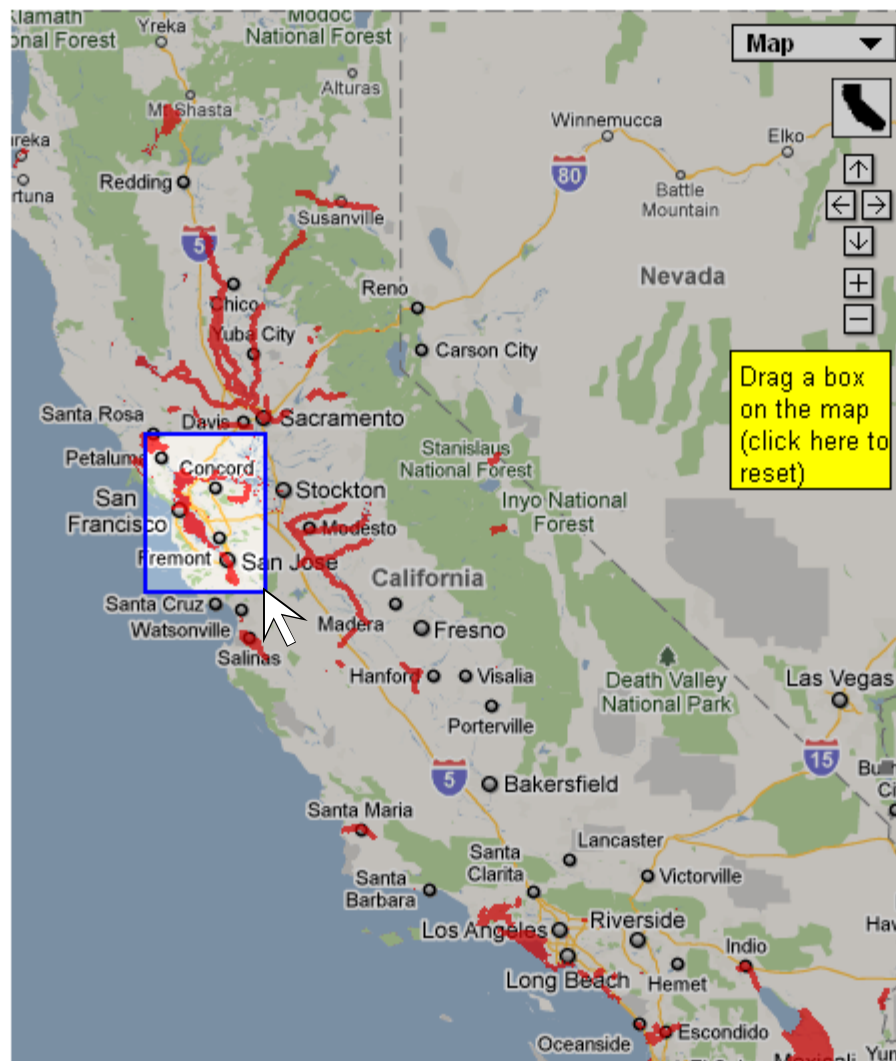 Klamath
onal Forest
Modoc
National Forest
Yreka
Map
Alturas
Mt Shasta
Winnemucca
Elko
ureka
80
Redding
Battle
Mountain
rtuna
Susanville
5
Nevada
Reno
Chico
Yuba City
Carson City
Drag a box
on the map
(click here to
reset)
Santa Rosa
Davis
Sacramento
Stanislaus
National Forest
Petaluma
Concord
Stockton
San
Francisco
Inyo National
Forest
Modesto
Fremont
San Jose
California
Santa Cruz
Madera
Watsonville
Fresno
Salinas
Hanford
Visalia
Death Valley
National Park
Las Vegas
Porterville
15
5
Bakersfield
Santa Maria
Lancaster
Santa
Clarita
Santa
Barbara
Victorville
Los Angeles
Riverside
Indio
Long Beach
Hemet
Oceanside
Escondido
Mexicali